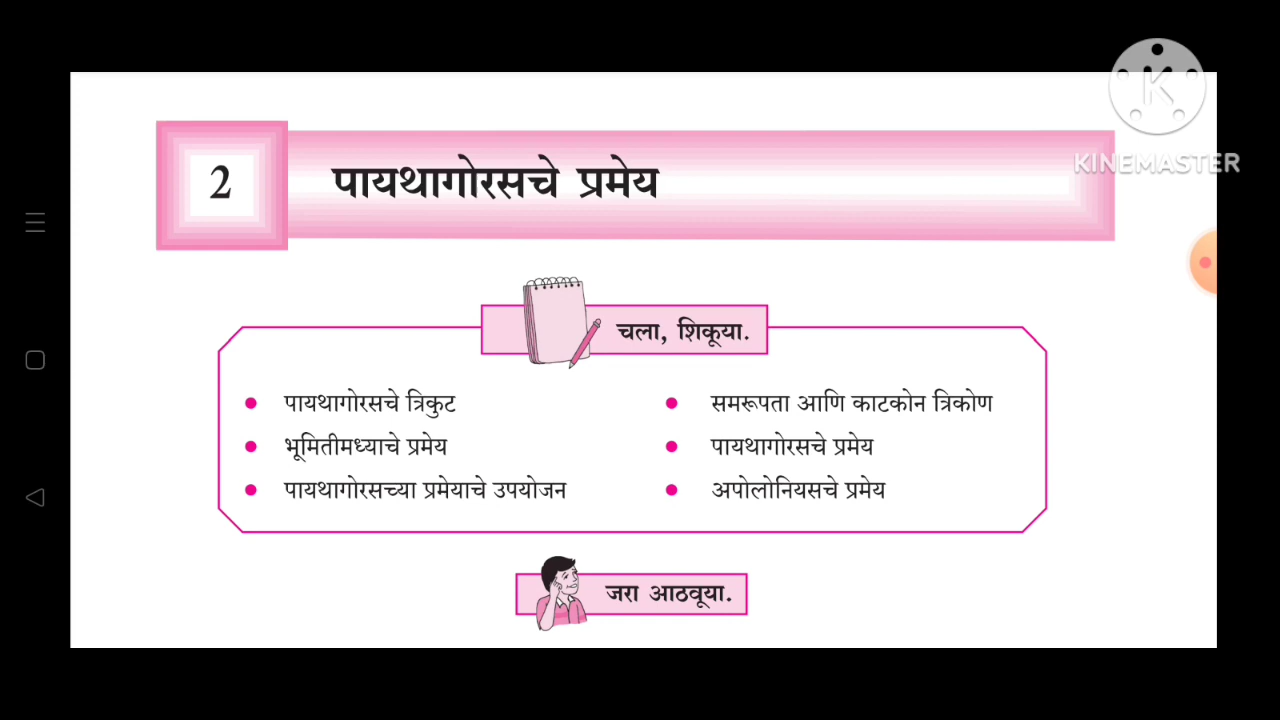 KINEMASTER
2 पायथागोरसचे प्रमेय
चला, शिकूया.
पायथागोरसचे त्रिकुट
समरूपता आणि काटकोन त्रिकोण
भूमितीमध्याचे प्रमेय
पायथागोरसचे प्रमेय
पायथागोरसच्या प्रमेयाचे उपयोजन
अपोलोनियसचे प्रमेय
जरा आठवूया.